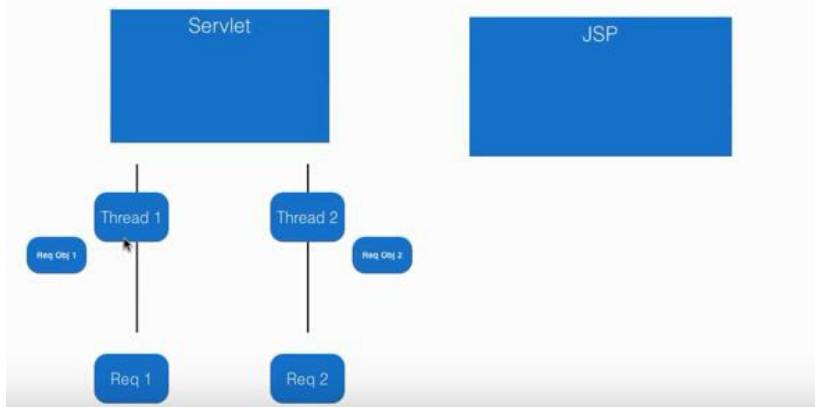 Servlet
JSP
Thread 1
Thread 2
Req Obj 1
Req Obj 2
Req 1
Req 2